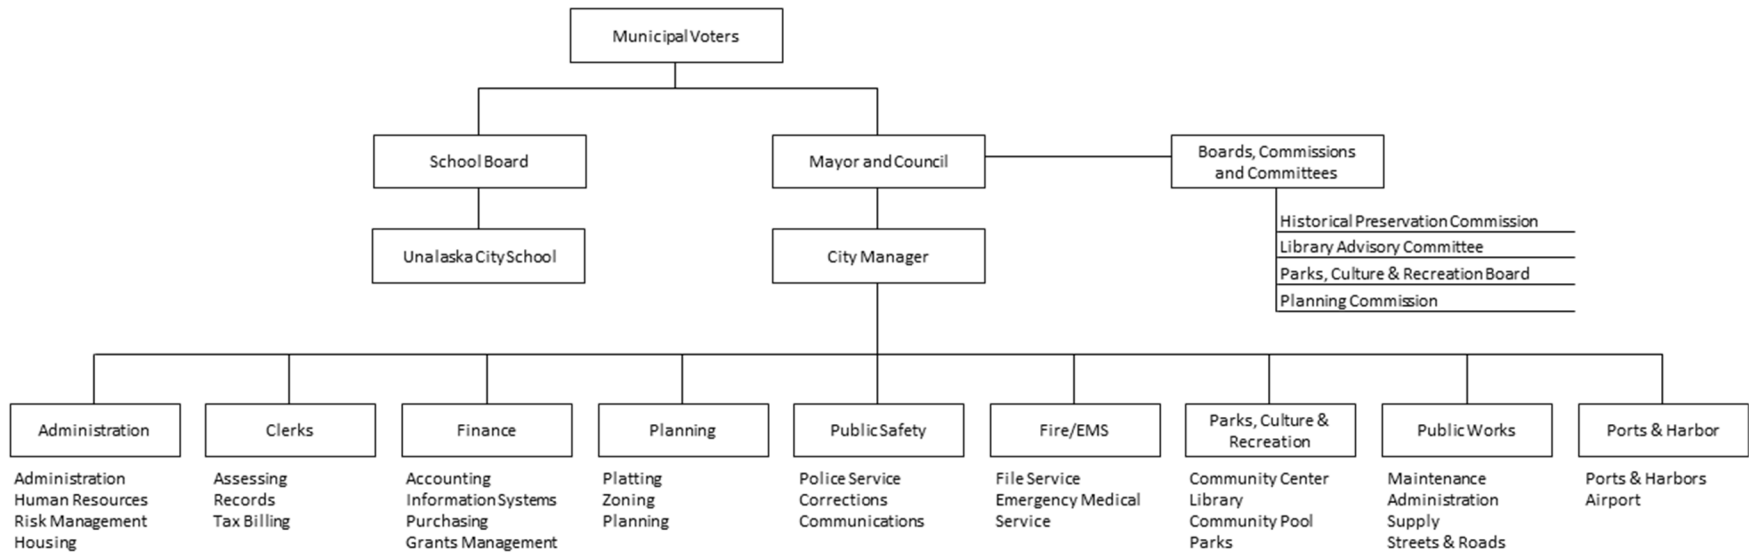 Municipal Voters
School Board
Mayor and Council
Boards, Commissions
and Committees
Historical Preservation Commission
Library Advisory Committee
Parks, Culture & Recreation Board
Planning Commission
Unalaska City School
City Manager
Administration
Administration
Human Resources
Risk Management
Housing
Clerks
Assessing
Records
Tax Billing
Finance
Accounting
Information Systems
Purchasing
Grants Management
Planning
Platting
Zoning
Planning
Public Safety
Police Service
Corrections
Communications
Fire/EMS
File Service
Emergency Medical
Service
Parks, Culture &
Recreation
Community Center
Library
Community Pool
Parks
Public Works
Maintenance
Administration
Supply
Streets & Roads
Ports & Harbor
Ports & Harbors
Airport